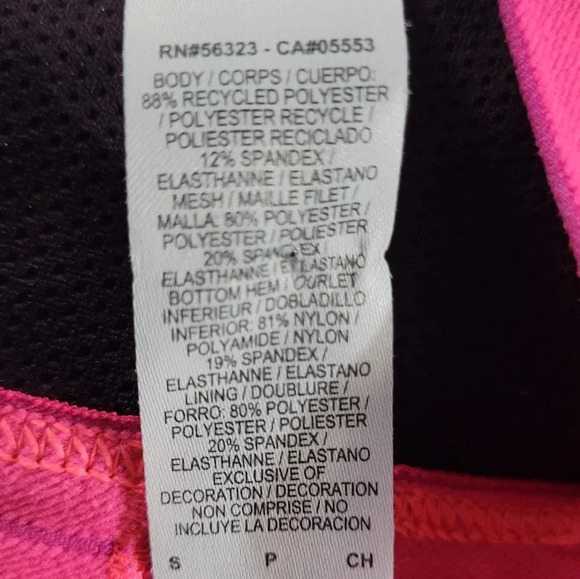 RN#56323 - CA#05553
BODY / CORPS / CUERPO:
88% RECYCLED POLYESTER
/ POLYESTER RECYCLE /
POLIESTER RECICLADO
12% SPANDEX /
ELASTHANNE / ELASTANO
MESH / MAILLE FILET /
MALLA: 80% POLYESTER /
POLYESTER / POLIESTER
20% SPANDEX /
ELASTHANNE / ELASTANO
BOTTOM HEM / OURLET
INFERIEUR / DOBLADILLO
INFERIOR: 81% NYLON /
POLYAMIDE / NYLON
19% SPANDEX /
ELASTHANNE / ELASTANO
LINING / DOUBLURE /
FORRO: 80% POLYESTER /
POLYESTER / POLIESTER
20% SPANDEX /
ELASTHANNE / ELASTANO
EXCLUSIVE OF
DECORATION / DECORATION
NON COMPRISE / NO
INCLUYE LA DECORACION
S P CH